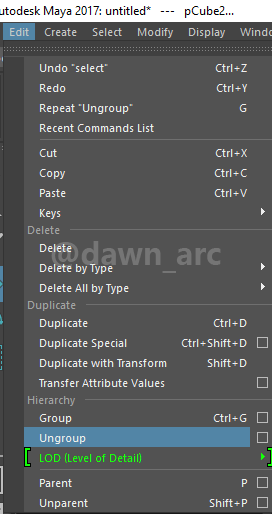 utodesk Maya 2017: untitled* --- pCube2...
Edit Create Select Modify Display Windo
Undo "select" Ctrl+Z
Redo Ctrl+Y
Repeat "Ungroup" G
Recent Commands List
Cut Ctrl+X
Copy Ctrl+C
Paste Ctrl+V
Keys
Delete
Delete
@dawn_arc
Delete by Type
Delete All by Type
Duplicate
Duplicate Ctrl+D
Duplicate Special Ctrl+Shift+D
Duplicate with Transform Shift+D
Transfer Attribute Values
Hierarchy
Group Ctrl+G
Ungroup
LOD (Level of Detail)
Parent P
Unparent Shift+P